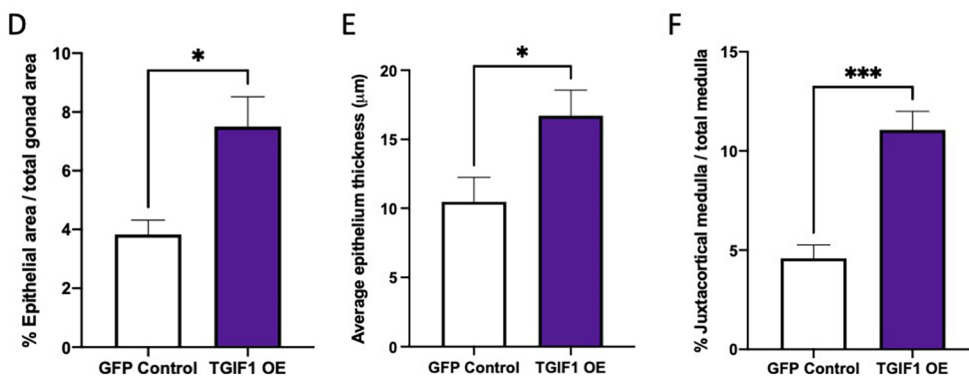 D
% Epithelial area / total gonad area
10
8
6
4
2
0
*
GFP Control TGIF1 OE
E
Average epithelium thickness (μm)
20
15
10
5
0
*
GFP Control TGIF1 OE
F
% Juxtacortical medulla / total medulla
15
10
5
0
***
GFP Control TGIF1 OE